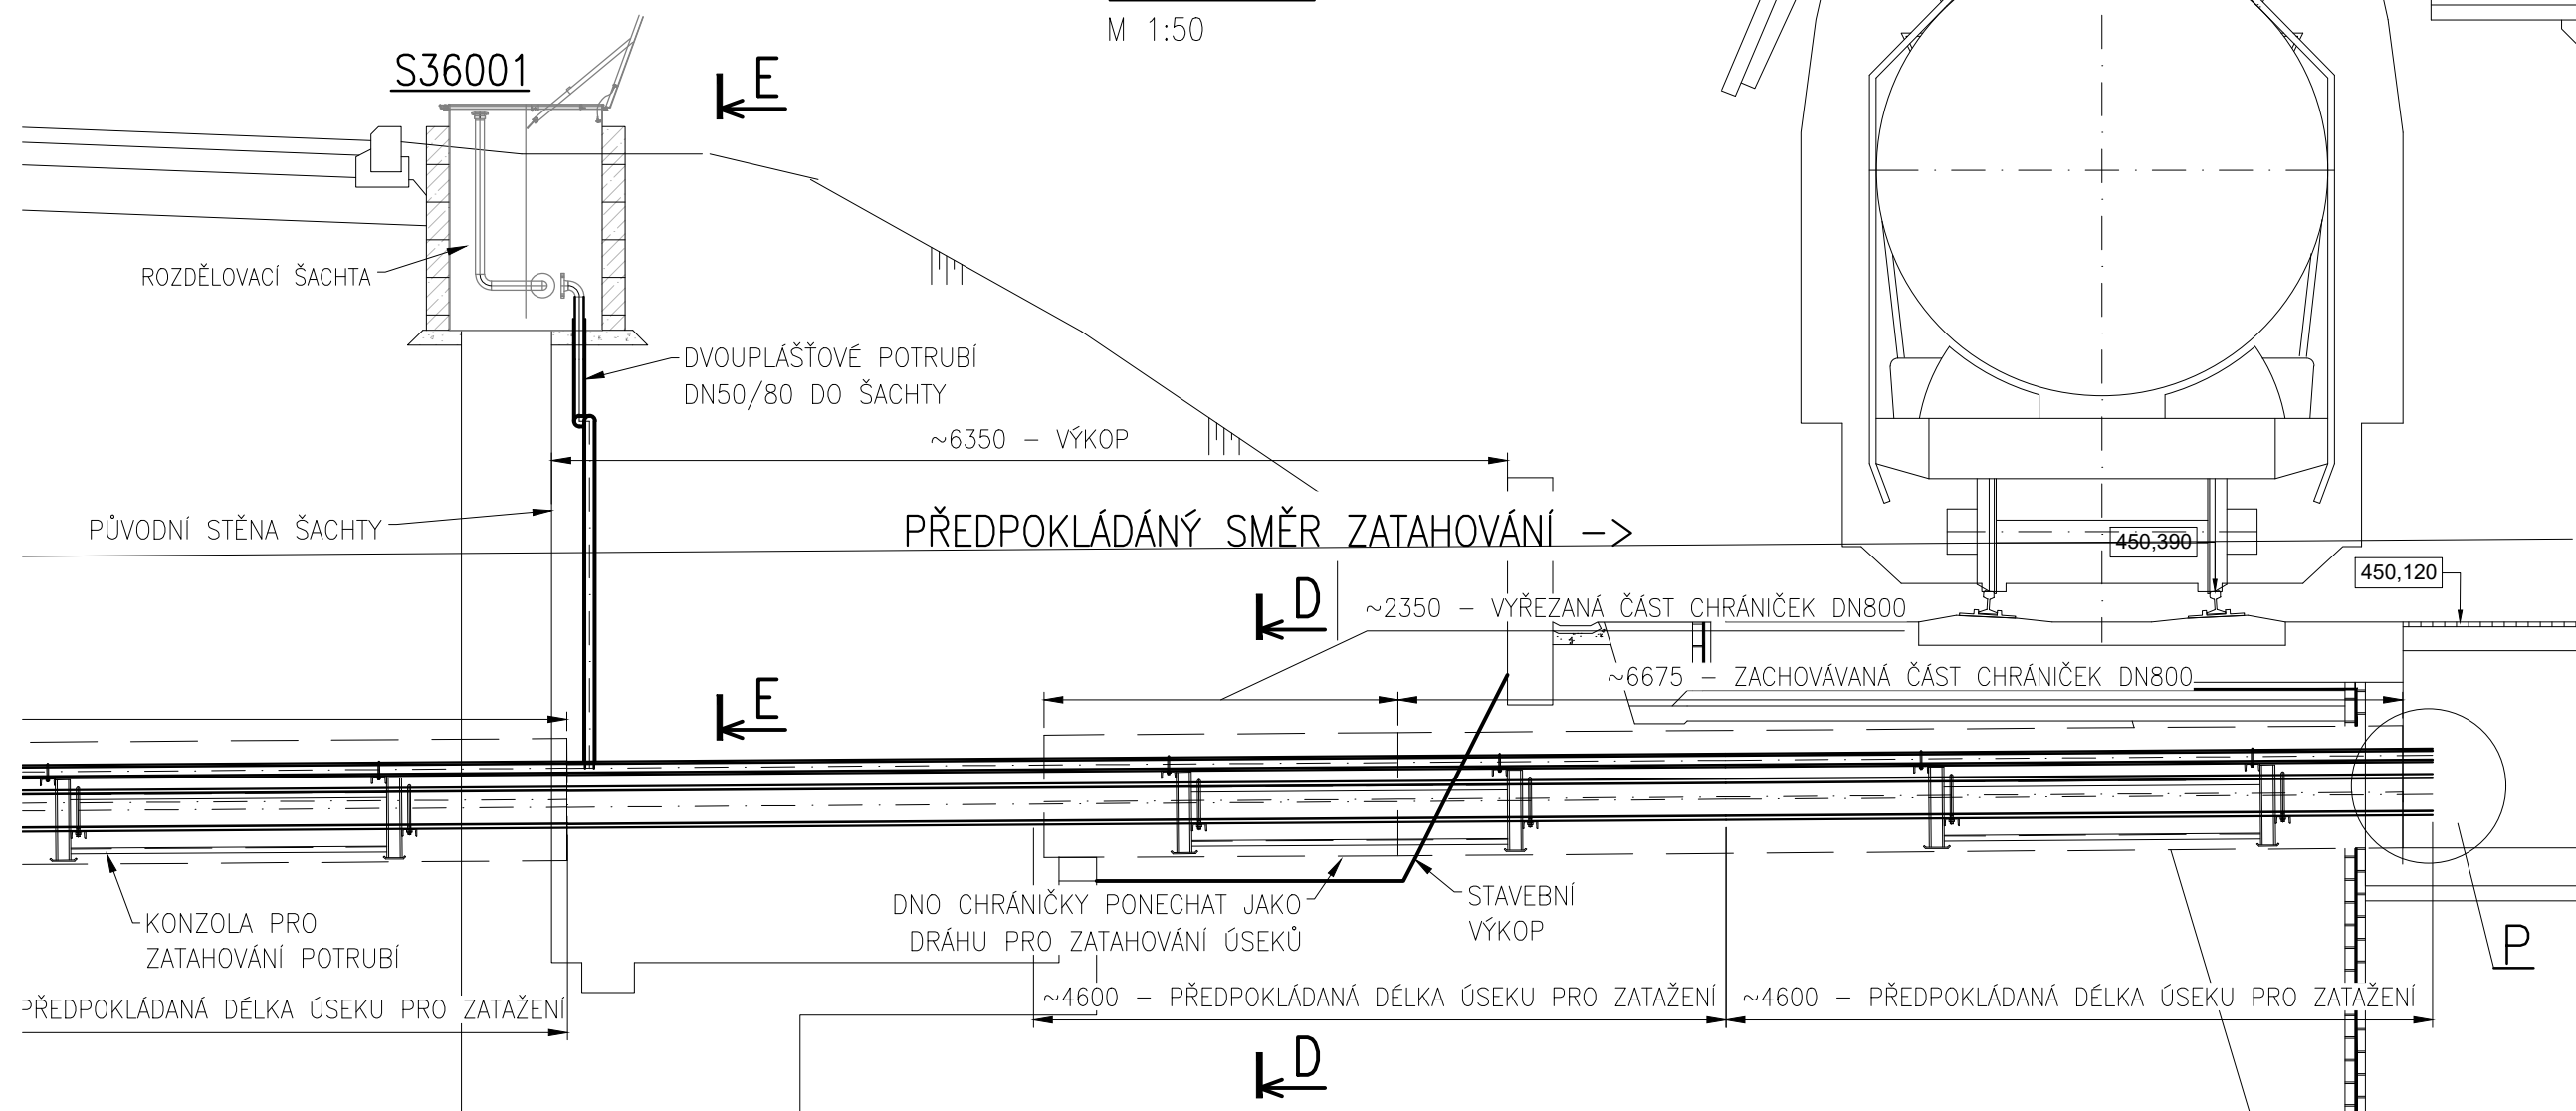 M 1:50
S36001
E
ROZDĚLOVACÍ ŠACHTA
DVOUPLÁŠŤOVÉ POTRUBÍ
DN50/80 DO ŠACHTY
~6350 – VÝKOP
PŮVODNÍ STĚNA ŠACHTY
PŘEDPOKLÁDÁNÝ SMĚR ZATAHOVÁNÍ –>
450,390
450,120
D
~2350 – VYŘEZANÁ ČÁST CHRÁNIČEK DN800
~6675 – ZACHOVÁVANÁ ČÁST CHRÁNIČEK DN800
E
DNO CHRÁNIČKY PONECHAT JAKO
DRÁHU PRO ZATAHOVÁNÍ ÚSEKŮ
STAVEBNÍ
VÝKOP
KONZOLA PRO
ZATAHOVÁNÍ POTRUBÍ
P
PŘEDPOKLÁDANÁ DÉLKA ÚSEKU PRO ZATAŽENÍ
~4600 – PŘEDPOKLÁDANÁ DÉLKA ÚSEKU PRO ZATAŽENÍ
~4600 – PŘEDPOKLÁDANÁ DÉLKA ÚSEKU PRO ZATAŽENÍ
D